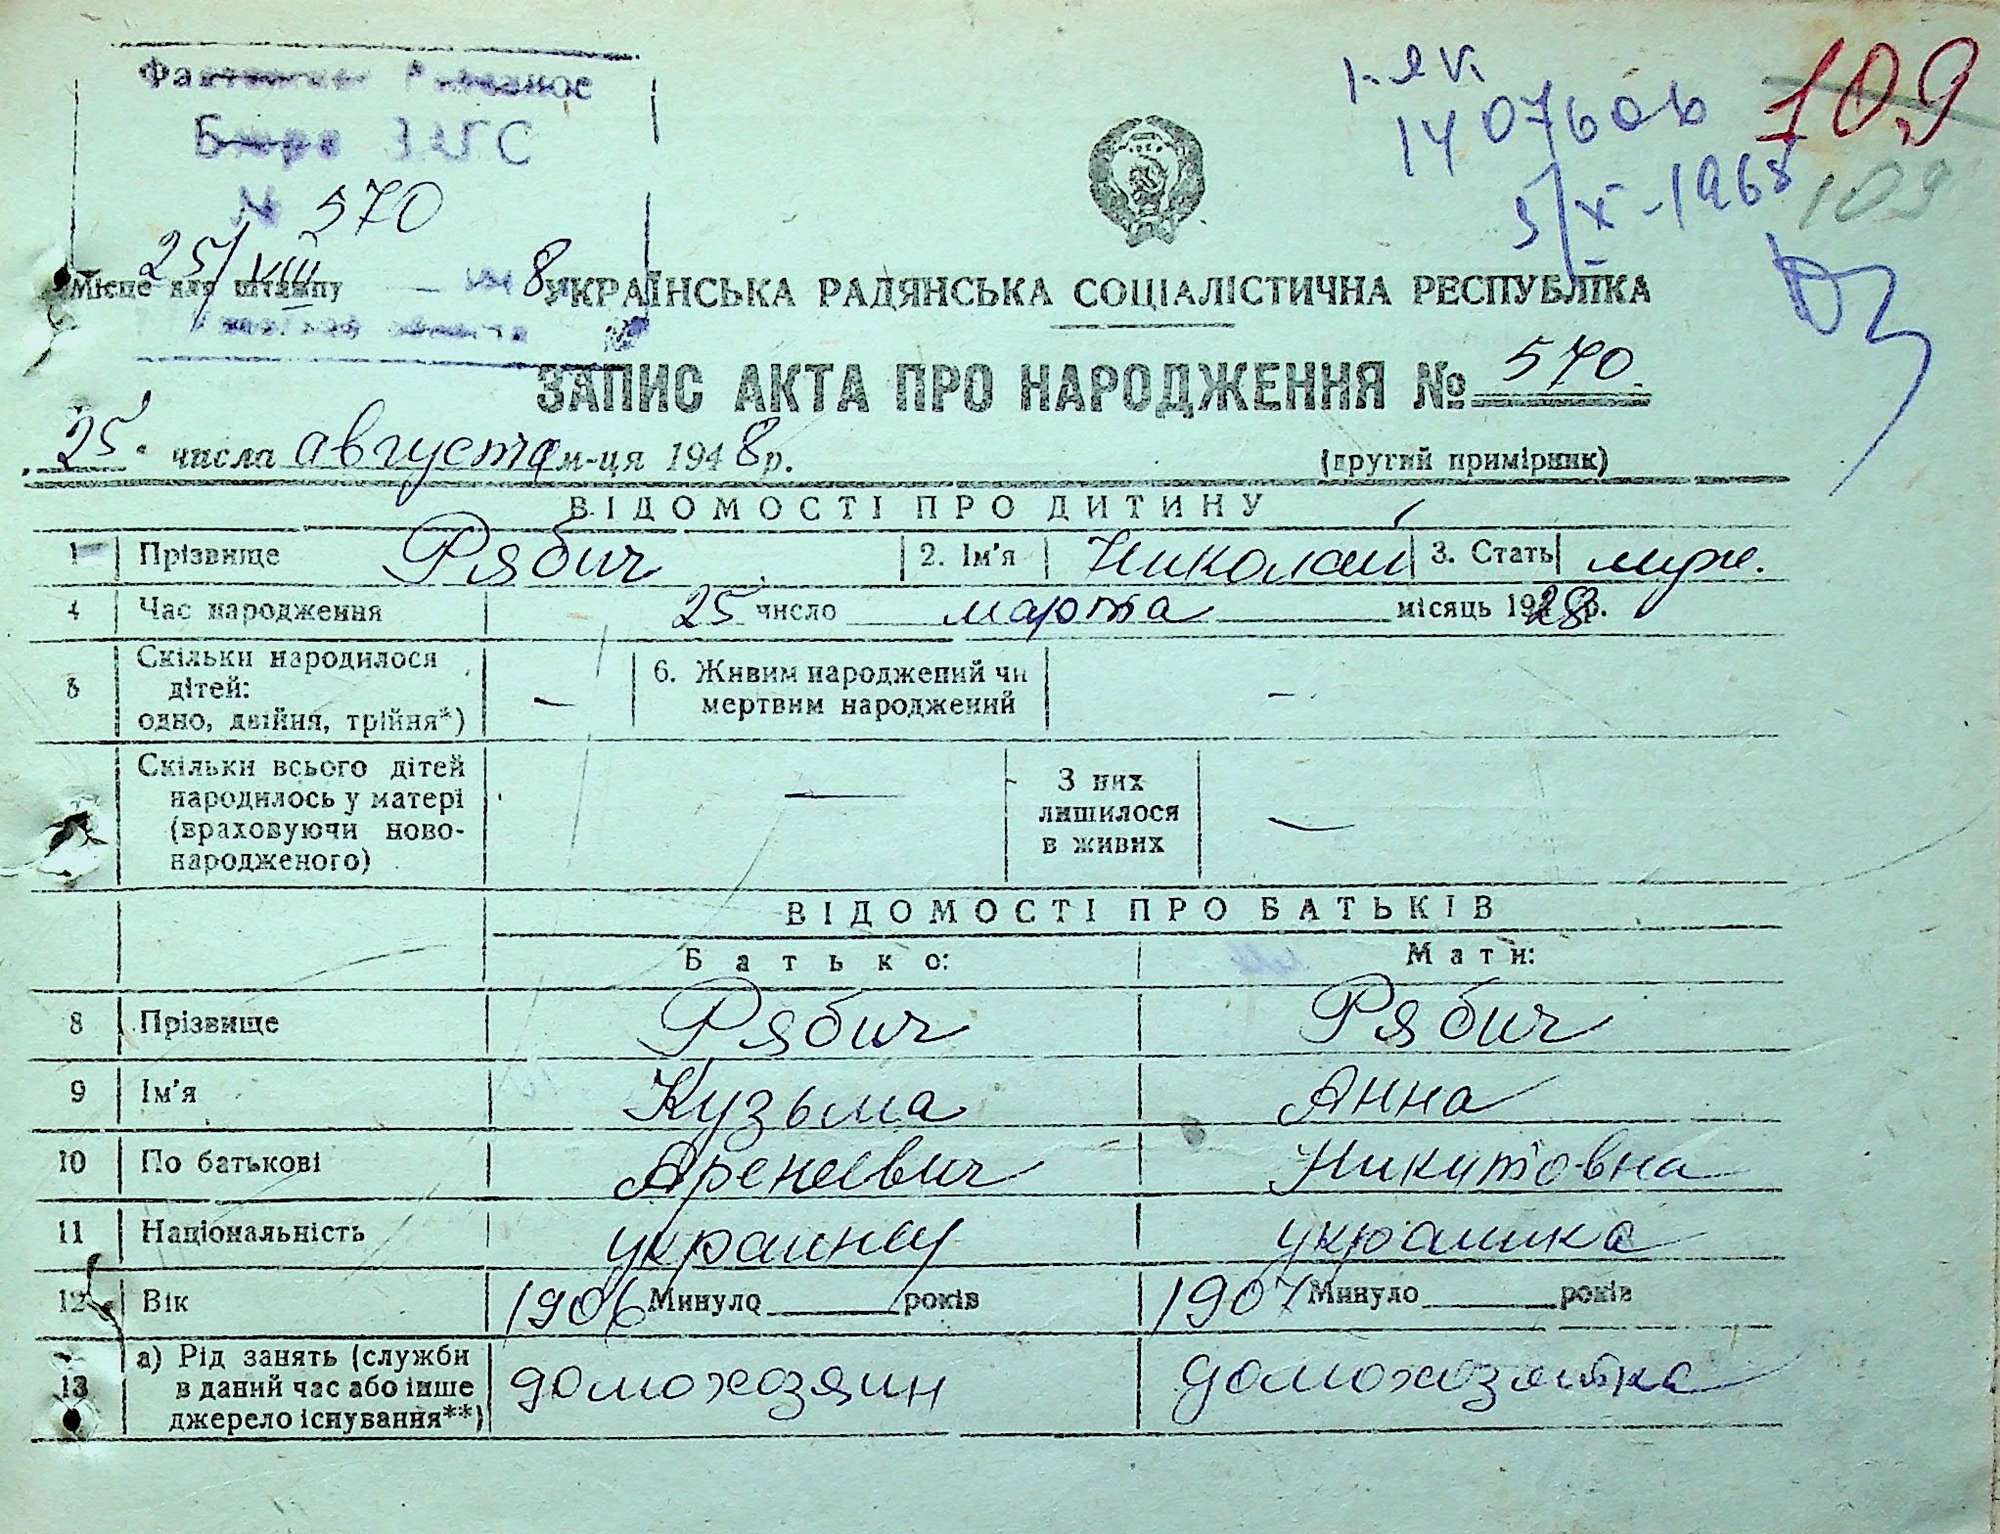 109
1407606
5/X-1968
109
Бюро ЗАГС
№ 570
25/VIII 8
Місце для штампу
УКРАЇНСЬКА РАДЯНСЬКА СОЦІАЛІСТИЧНА РЕСПУБЛІКА
ЗАПИС АКТА ПРО НАРОДЖЕННЯ № 570
25 числа августа м-ця 1948 р.
(другий примірник)
ВІДОМОСТІ ПРО ДИТИНУ
1 Прізвище Рябич 2. Ім'я Николай 3. Стать муж.
4 Час народження 25 число марта місяць 1928 р.
5 Скільки народилося дітей: одно, двійня, трійня*) — 6. Живим народжений чи мертвим народжений —
Скільки всього дітей народилось у матері (враховуючи новонародженого) — З них лишилося в живих —
ВІДОМОСТІ ПРО БАТЬКІВ
Батько: Мати:
8 Прізвище Рябич Рябич
9 Ім'я Кузьма Анна
10 По батькові Никитовна
11 Національність украинец украинка
12 Вік 1906 Минуло ____ років 1907 Минуло ____ років
13 а) Рід занять (служби в даний час або інше джерело існування**) домохозяин домохозяйка